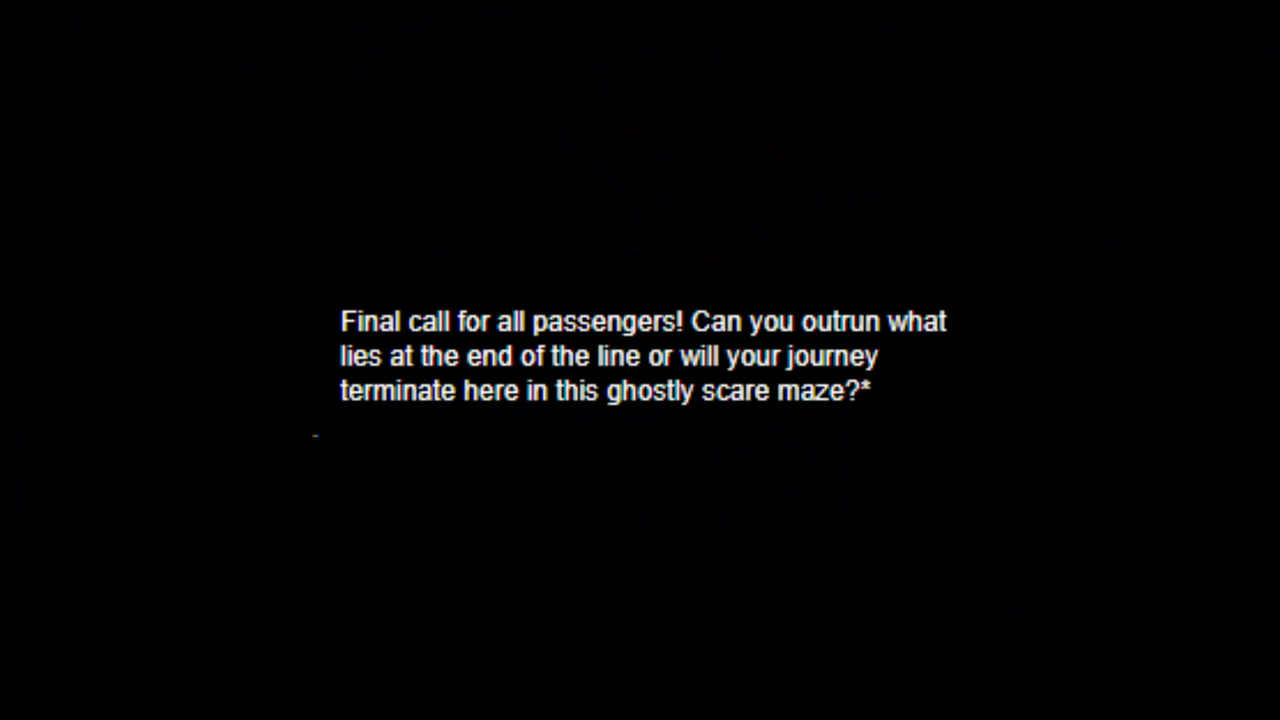 Final call for all passengers! Can you outrun what
lies at the end of the line or will your journey
terminate here in this ghostly scare maze?*